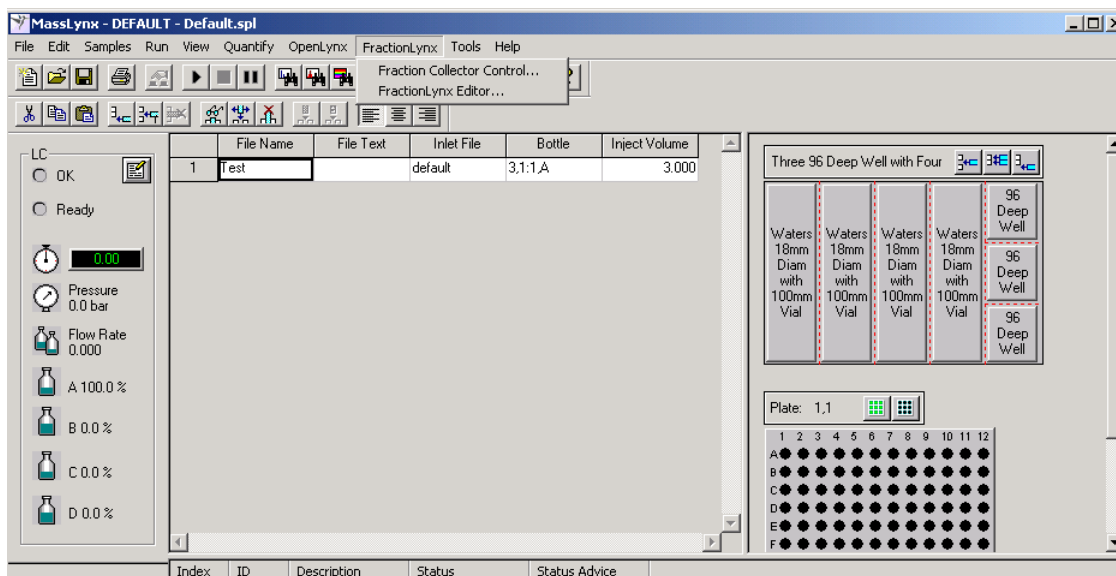 MassLynx - DEFAULT - Default.spl
File Edit Samples Run View Quantify OpenLynx FractionLynx Tools Help
Fraction Collector Control...
FractionLynx Editor...
File Name File Text Inlet File Bottle Inject Volume
1 Test default 3,1:1,A 3.000
LC
OK
Ready
0.00
Pressure
0.0 bar
Flow Rate
0.000
A 100.0 %
B 0.0 %
C 0.0 %
D 0.0 %
Three 96 Deep Well with Four
Waters
18mm
Diam
with
100mm
Vial
Waters
18mm
Diam
with
100mm
Vial
Waters
18mm
Diam
with
100mm
Vial
Waters
18mm
Diam
with
100mm
Vial
96
Deep
Well
96
Deep
Well
96
Deep
Well
Plate: 1,1
1 2 3 4 5 6 7 8 9 10 11 12
A
B
C
D
E
F
Index ID Description Status Status Advice